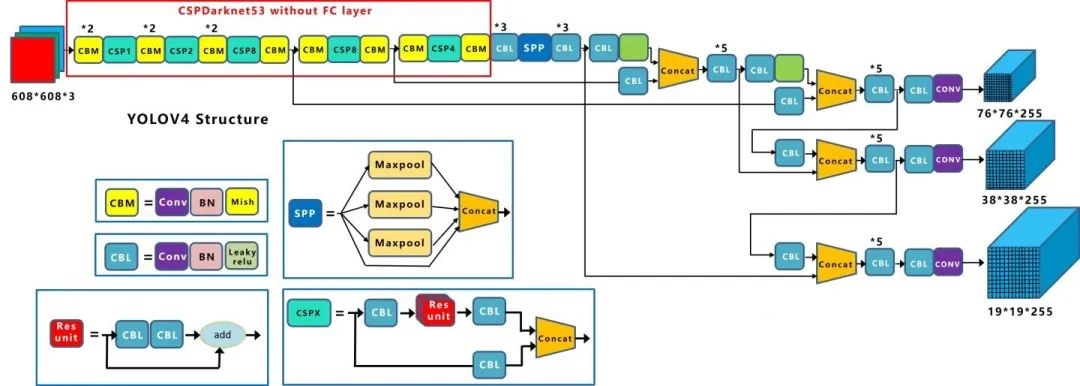 CSPDarknet53 without FC layer
*2 *2 *2 *3 *3
CBM CSP1 CBM CSP2 CBM CSP8 CBM CBM CSP8 CBM CBM CSP4 CBM CBL SPP CBL CBL
Concat
*5
CBL CBL
CBL
608*608*3
Concat
*5
CBL CBL CONV
CBL
76*76*255
YOLOV4 Structure
CBL
Concat
*5
CBL CBL CONV
38*38*255
CBL
Concat
*5
CBL CBL CONV
19*19*255
CBM = Conv BN Mish
CBL = Conv BN Leaky relu
SPP =
Maxpool
Maxpool
Maxpool
Concat
Res unit = CBL CBL add
CSPX = CBL Res unit CBL
CBL
Concat